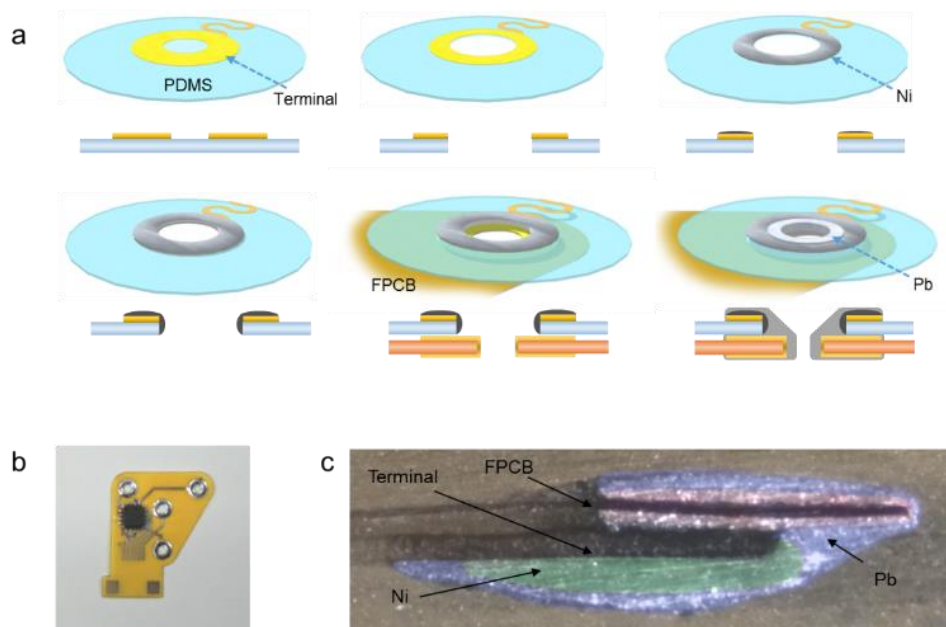 a
PDMS
Terminal
Ni
FPCB
Pb
b
c
Terminal
FPCB
Ni
Pb